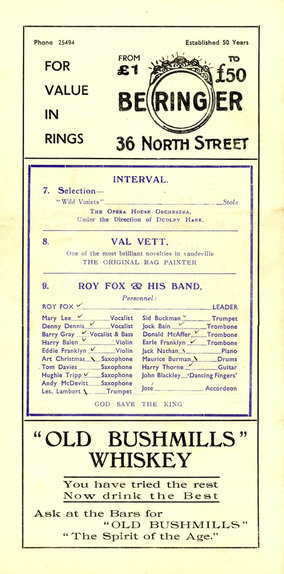 Phone 25494 Established 50 Years
FOR
VALUE
IN
RINGS
FROM
£1
TO
£50
BERINGER
36 NORTH STREET
INTERVAL.
7. Selection—
"Wild Violets" Stolz
THE OPERA HOUSE ORCHESTRA,
Under the Direction of DUDLEY HARE.
8. VAL VETT,
One of the most brilliant novelties in vaudeville
THE ORIGINAL RAG PAINTER
9. ROY FOX & HIS BAND.
Personnel:
ROY FOX LEADER
Mary Lee Vocalist
Denny Dennis Vocalist
Barry Gray Vocalist & Bass
Harry Balen Violin
Eddie Franklyn Violin
Art Christmas Saxophone
Tom Davies Saxophone
Hughie Tripp Saxophone
Andy McDevitt Saxophone
Les. Lambert Trumpet
Sid Buckman Trumpet
Jack Bain Trombone
Donald McAffer Trombone
Earle Franklyn Trombone
Jack Nathan Piano
Maurice Burman Drums
Harry Thorne Guitar
John Blackley 'Dancing Fingers'
Jose Accordeon
GOD SAVE THE KING
"OLD BUSHMILLS"
WHISKEY
You have tried the rest
Now drink the Best
Ask at the Bars for
"OLD BUSHMILLS"
"The Spirit of the Age."